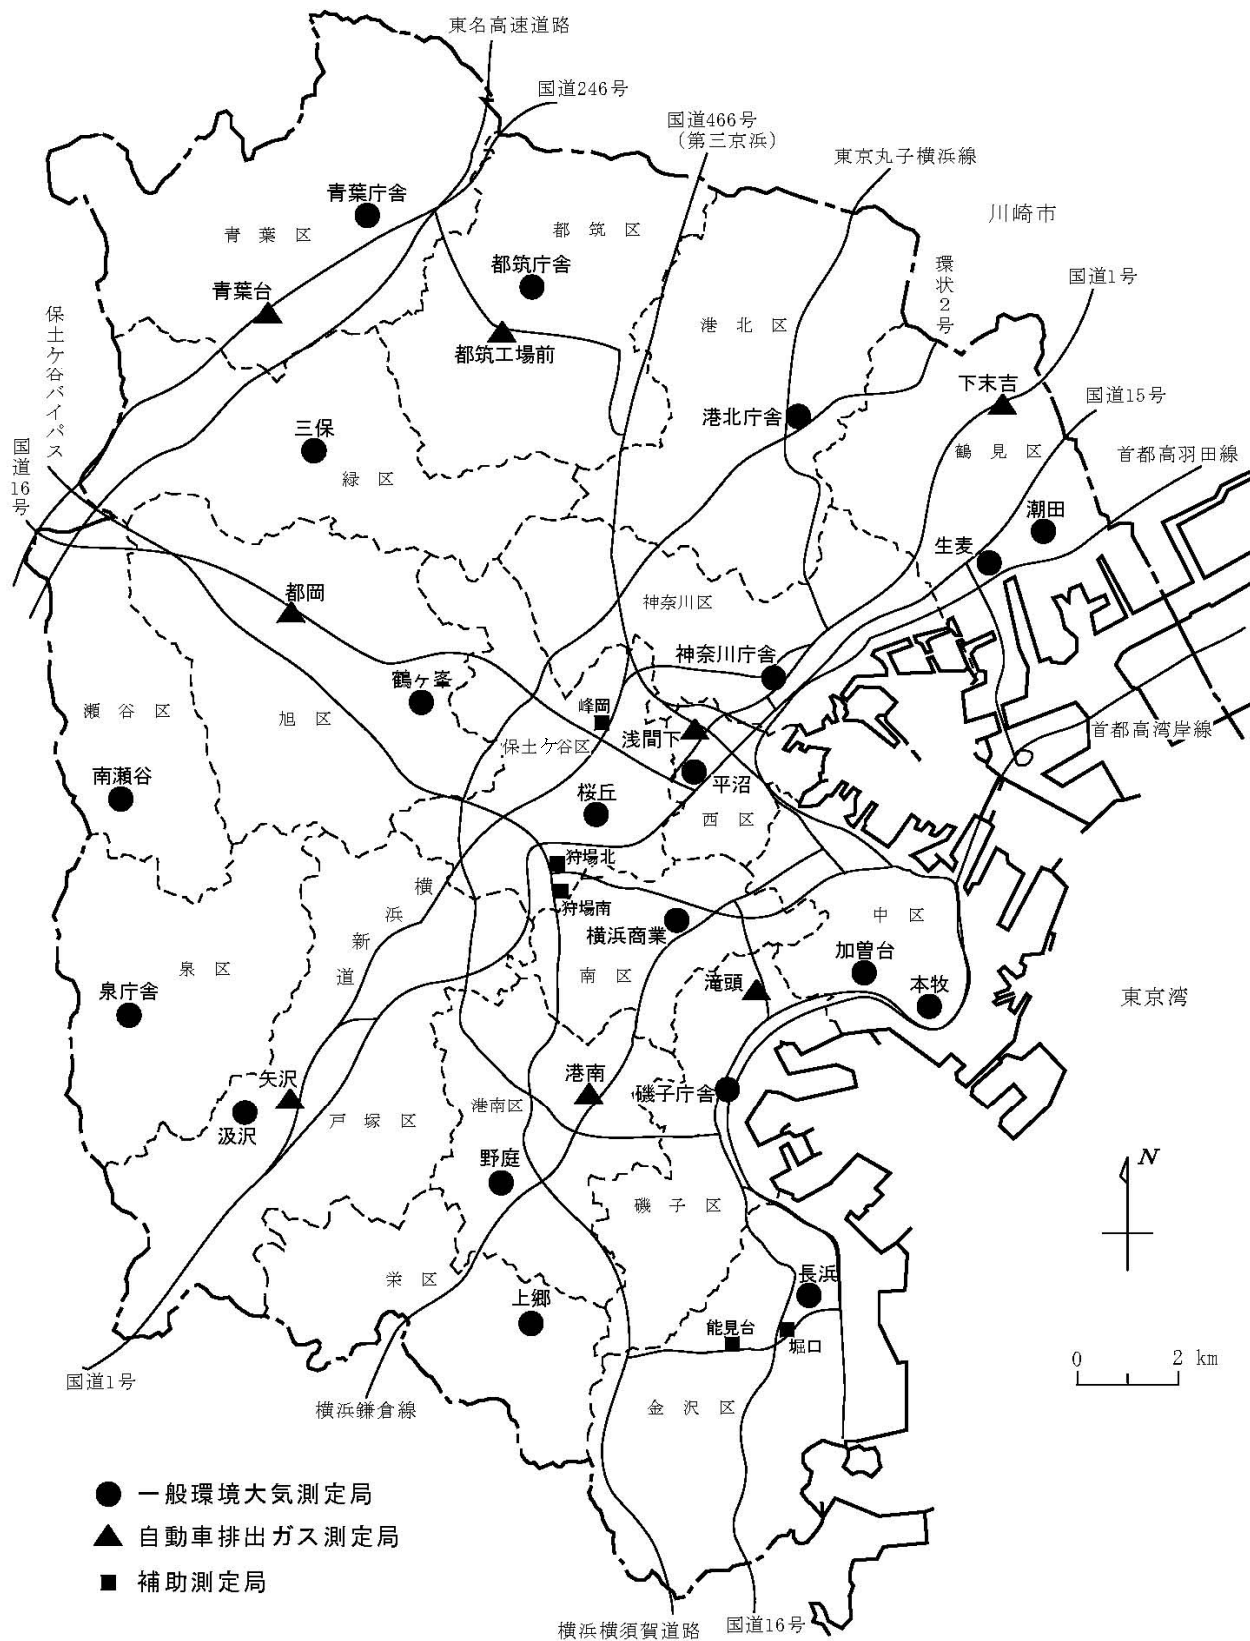 東名高速道路
国道246号
国道466号
(第三京浜)
東京丸子横浜線
川崎市
環状2号
国道1号
国道15号
首都高羽田線
首都高湾岸線
保土ケ谷バイパス
国道16号
青葉庁舎
青葉区
青葉台
都筑区
都筑庁舎
都筑工場前
港北区
港北庁舎
下末吉
鶴見区
潮田
生麦
三保
緑区
都岡
神奈川区
神奈川庁舎
鶴ヶ峯
峰岡
瀬谷区
旭区
保土ケ谷区
浅間下
平沼
南瀬谷
桜丘
西区
狩場北
狩場南
横浜新道
横浜商業
南区
中区
加曽台
本牧
東京湾
滝頭
泉区
泉庁舎
矢沢
汲沢
戸塚区
港南区
港南
磯子庁舎
野庭
磯子区
栄区
上郷
長浜
能見台
堀口
金沢区
国道1号
横浜鎌倉線
横浜横須賀道路
国道16号
N
0 2 km
一般環境大気測定局
自動車排出ガス測定局
補助測定局